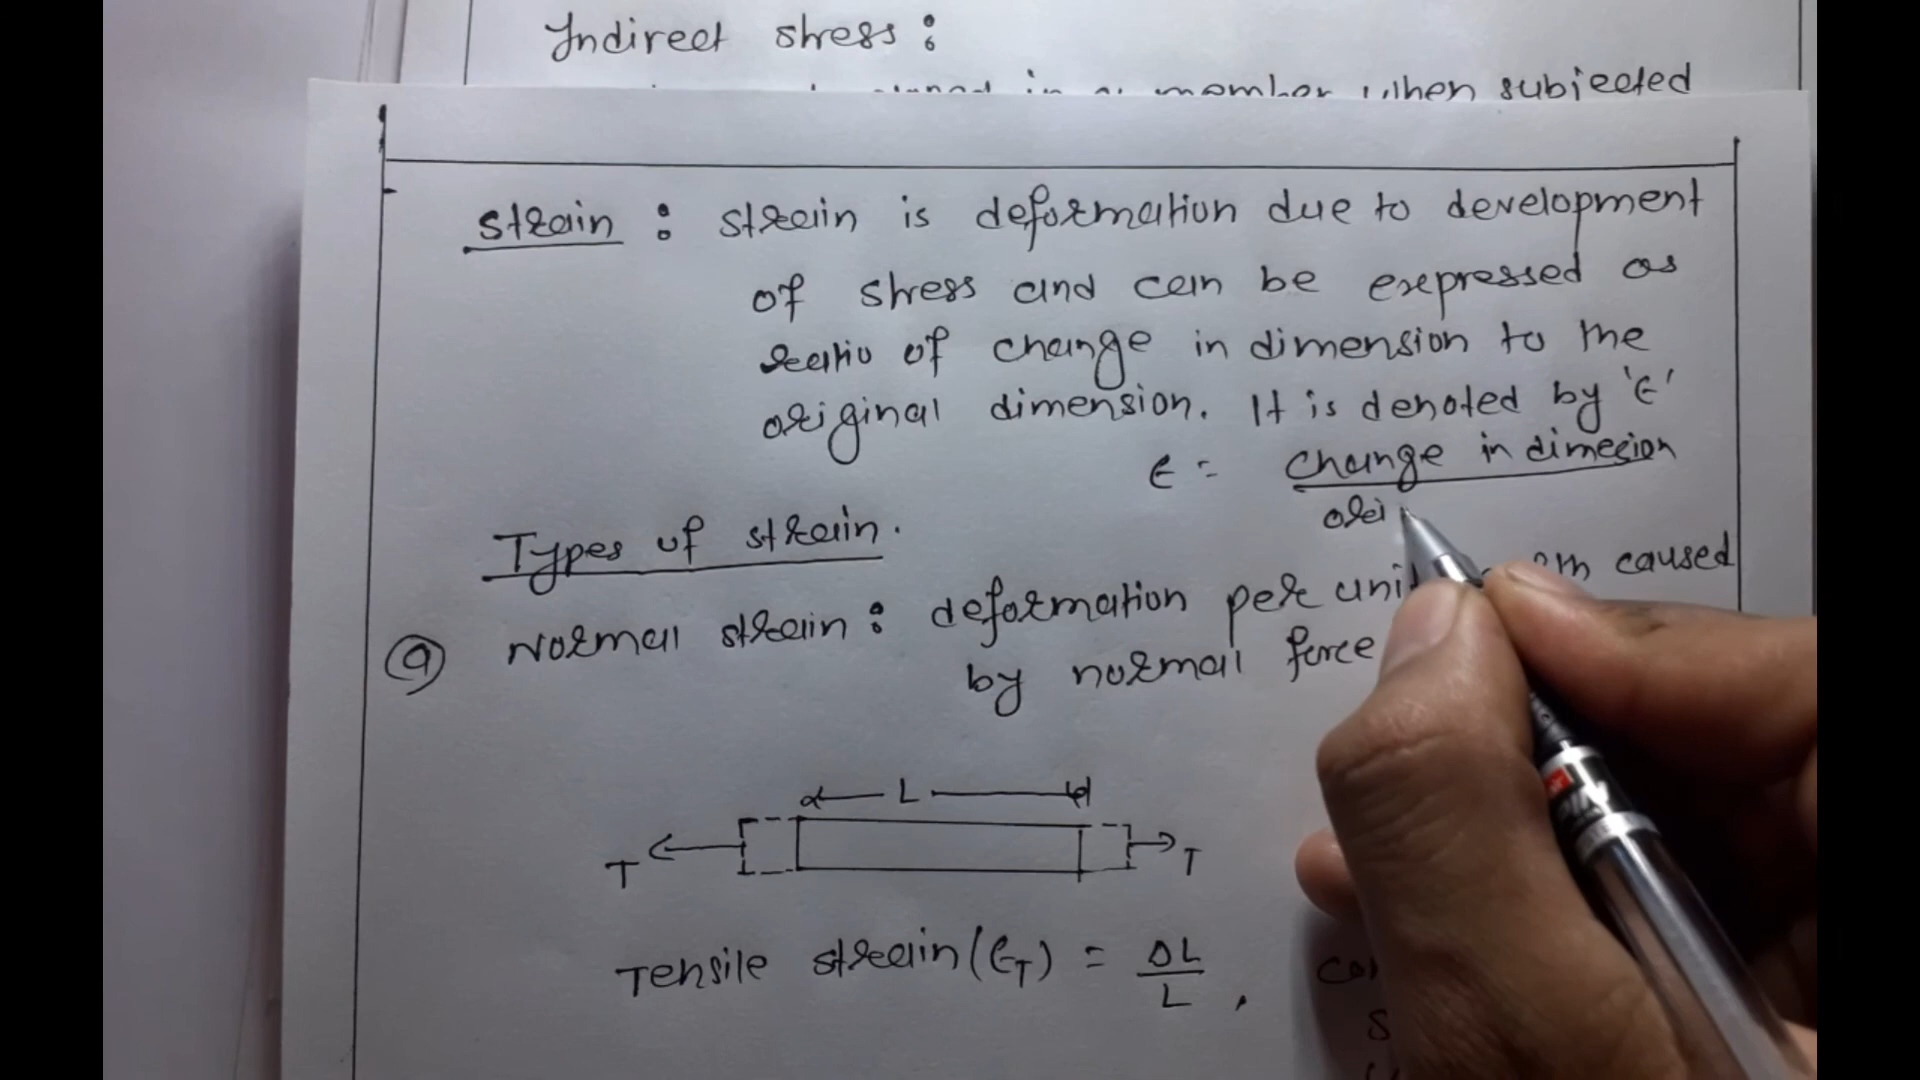 Indirect stress:
in a member when subjected
strain: strain is deformation due to development
of stress and can be expressed as
ratio of change in dimension to the
original dimension. It is denoted by 'ϵ'
ϵ = change in dimesion
ori
Types of strain.
(a) Normal strain: deformation per unit caused
by normal force
L
T T
Tensile strain (ϵT) = ΔL
L ,